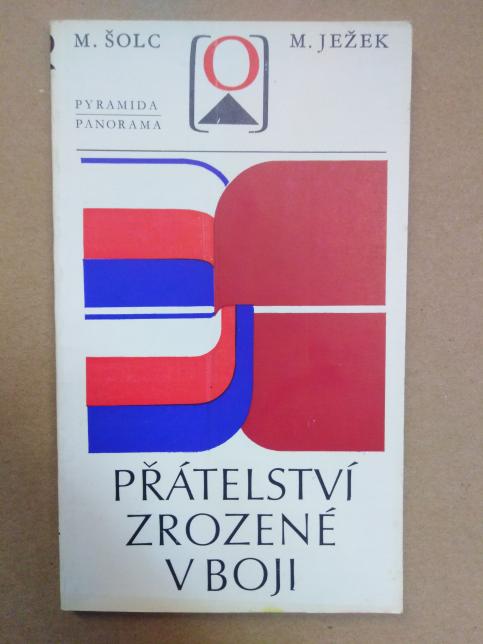 M. ŠOLC
M. JEŽEK
O
PYRAMIDA
PANORAMA
PŘÁTELSTVÍ
ZROZENÉ
V BOJI